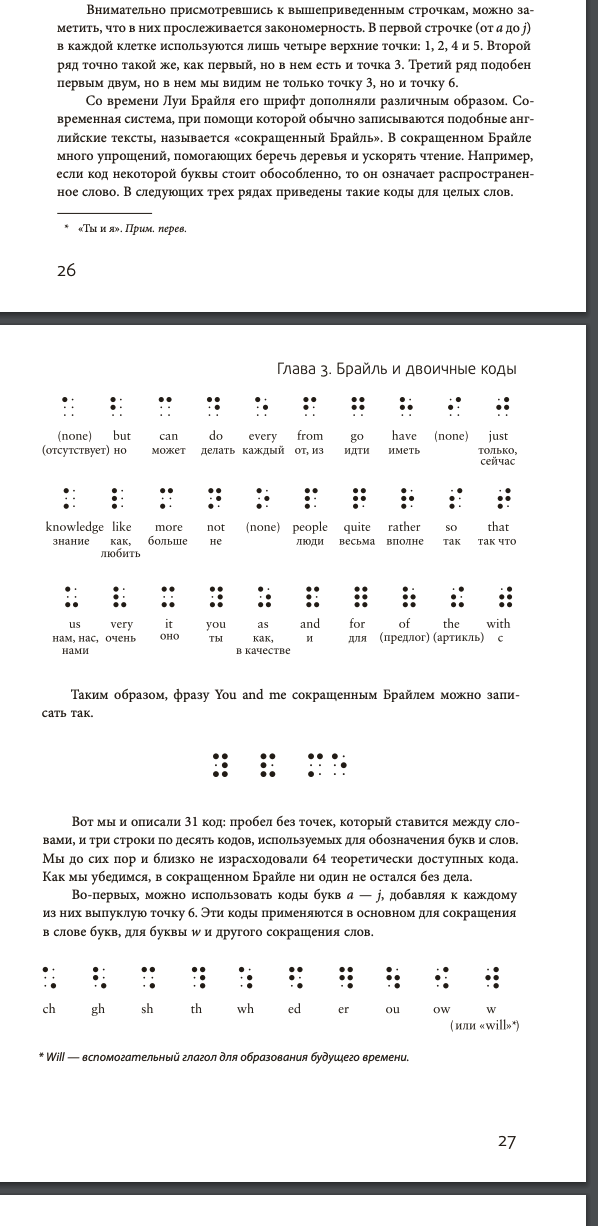 Внимательно присмотревшись к вышеприведенным строчкам, можно за-
метить, что в них прослеживается закономерность. В первой строчке (от a до j)
в каждой клетке используются лишь четыре верхние точки: 1, 2, 4 и 5. Второй
ряд точно такой же, как первый, но в нем есть и точка 3. Третий ряд подобен
первым двум, но в нем мы видим не только точку 3, но и точку 6.
Со времени Луи Брайля его шрифт дополняли различным образом. Со-
временная система, при помощи которой обычно записываются подобные анг-
лийские тексты, называется «сокращенный Брайль». В сокращенном Брайле
много упрощений, помогающих беречь деревья и ускорять чтение. Например,
если код некоторой буквы стоит обособленно, то он означает распространен-
ное слово. В следующих трех рядах приведены такие коды для целых слов.
* «Ты и я». Прим. перев.
26
Глава 3. Брайль и двоичные коды
(none) but can do every from go have (none) just
(отсутствует) но может делать каждый от, из идти иметь только,
сейчас
knowledge like more not (none) people quite rather so that
знание как, больше не люди весьма вполне так так что
любить
us very it you as and for of the with
нам, нас, очень оно ты как, и для (предлог) (артикль) с
нами в качестве
Таким образом, фразу You and me сокращенным Брайлем можно запи-
сать так.
Вот мы и описали 31 код: пробел без точек, который ставится между сло-
вами, и три строки по десять кодов, используемых для обозначения букв и слов.
Мы до сих пор и близко не израсходовали 64 теоретически доступных кода.
Как мы убедимся, в сокращенном Брайле ни один не остался без дела.
Во-первых, можно использовать коды букв a — j, добавляя к каждому
из них выпуклую точку 6. Эти коды применяются в основном для сокращения
в слове букв, для буквы w и другого сокращения слов.
ch gh sh th wh ed er ou ow w
(или «will»*)
* Will — вспомогательный глагол для образования будущего времени.
27